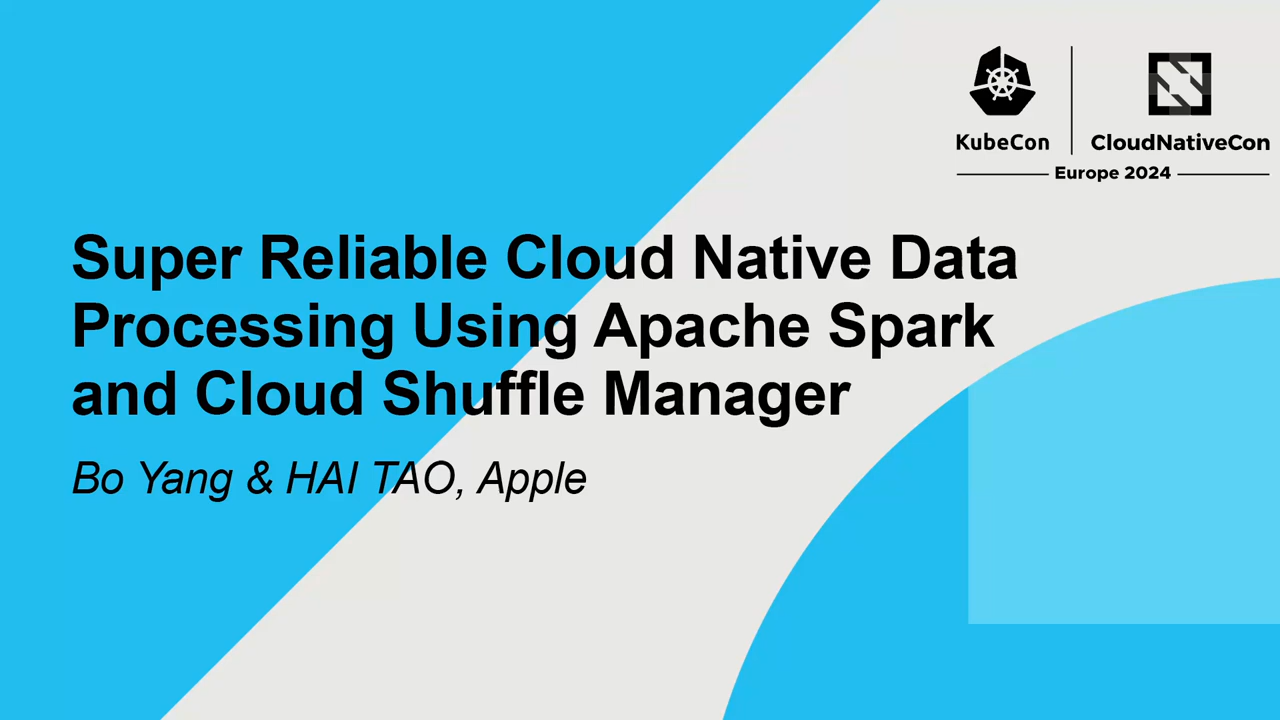 KubeCon
CloudNativeCon
Europe 2024
Super Reliable Cloud Native Data
Processing Using Apache Spark
and Cloud Shuffle Manager
Bo Yang & HAI TAO, Apple